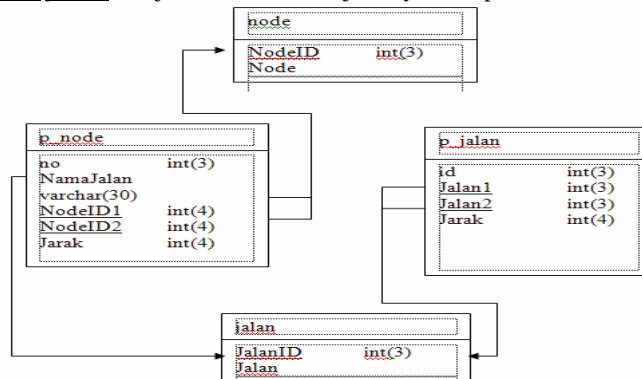 node
NodeID int(3)
Node
p_node
no int(3)
NamaJalan
varchar(30)
NodeID1 int(4)
NodeID2 int(4)
Jarak int(4)
p_jalan
id int(3)
Jalan1 int(3)
Jalan2 int(3)
Jarak int(4)
jalan
JalanID int(3)
Jalan